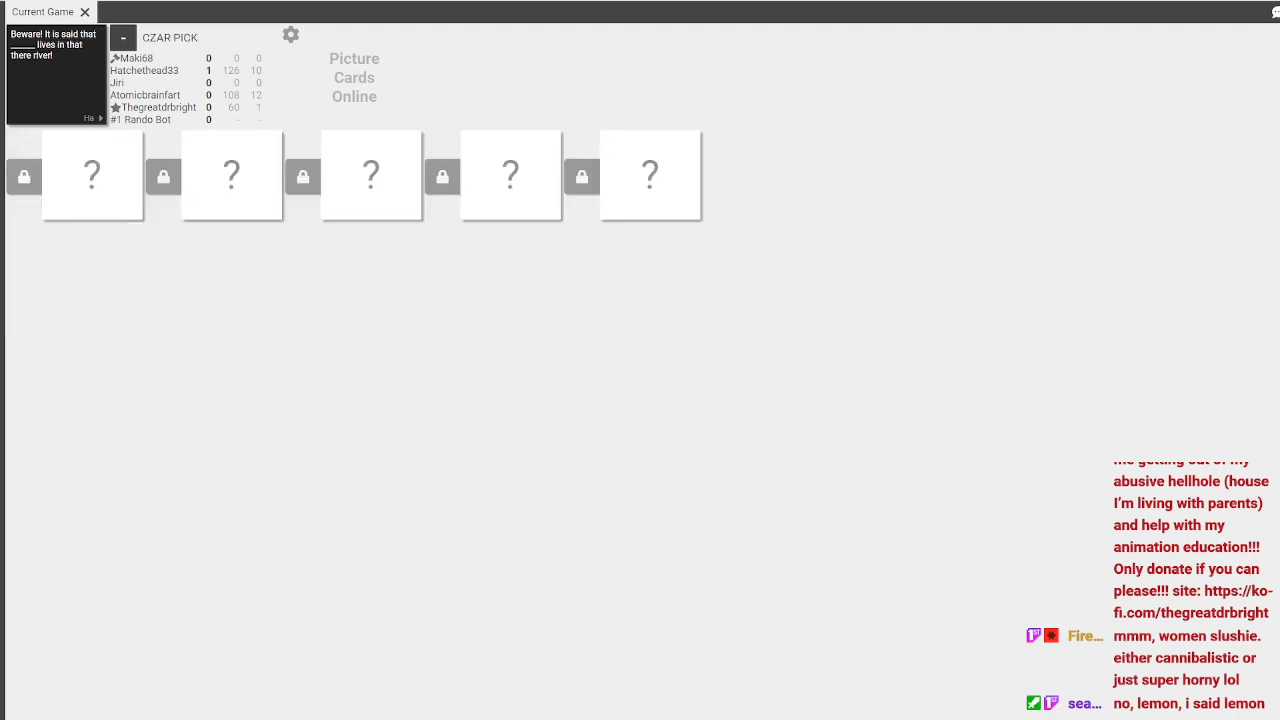 Current Game
Beware! It is said that
_____ lives in that
there river!
Ha
-
CZAR PICK
Maki68 0 0 0
Hatchethead33 1 126 10
Jiri 0 0 0
Atomicbrainfart 0 108 12
Thegreatdrbright 0 60 1
#1 Rando Bot 0 - -
Picture
Cards
Online
? ? ? ? ?
abusive hellhole (house
I'm living with parents)
and help with my
animation education!!!
Only donate if you can
please!!! site: https://ko-
fi.com/thegreatdrbright
Fire... mmm, women slushie.
either cannibalistic or
just super horny lol
sea... no, lemon, i said lemon